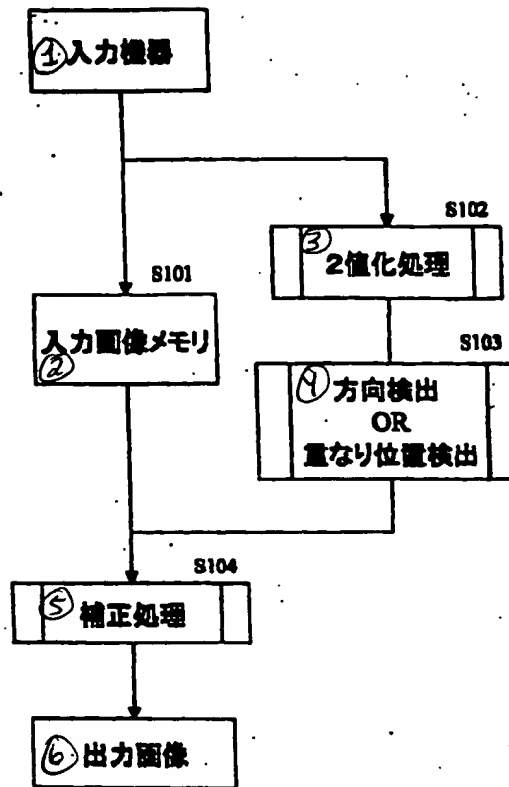 ① 入力機器
S102
③
2値化処理
S101
入力画像メモリ
②
S103
④ 方向検出
OR
重なり位置検出
S104
⑤ 補正処理
⑥ 出力画像